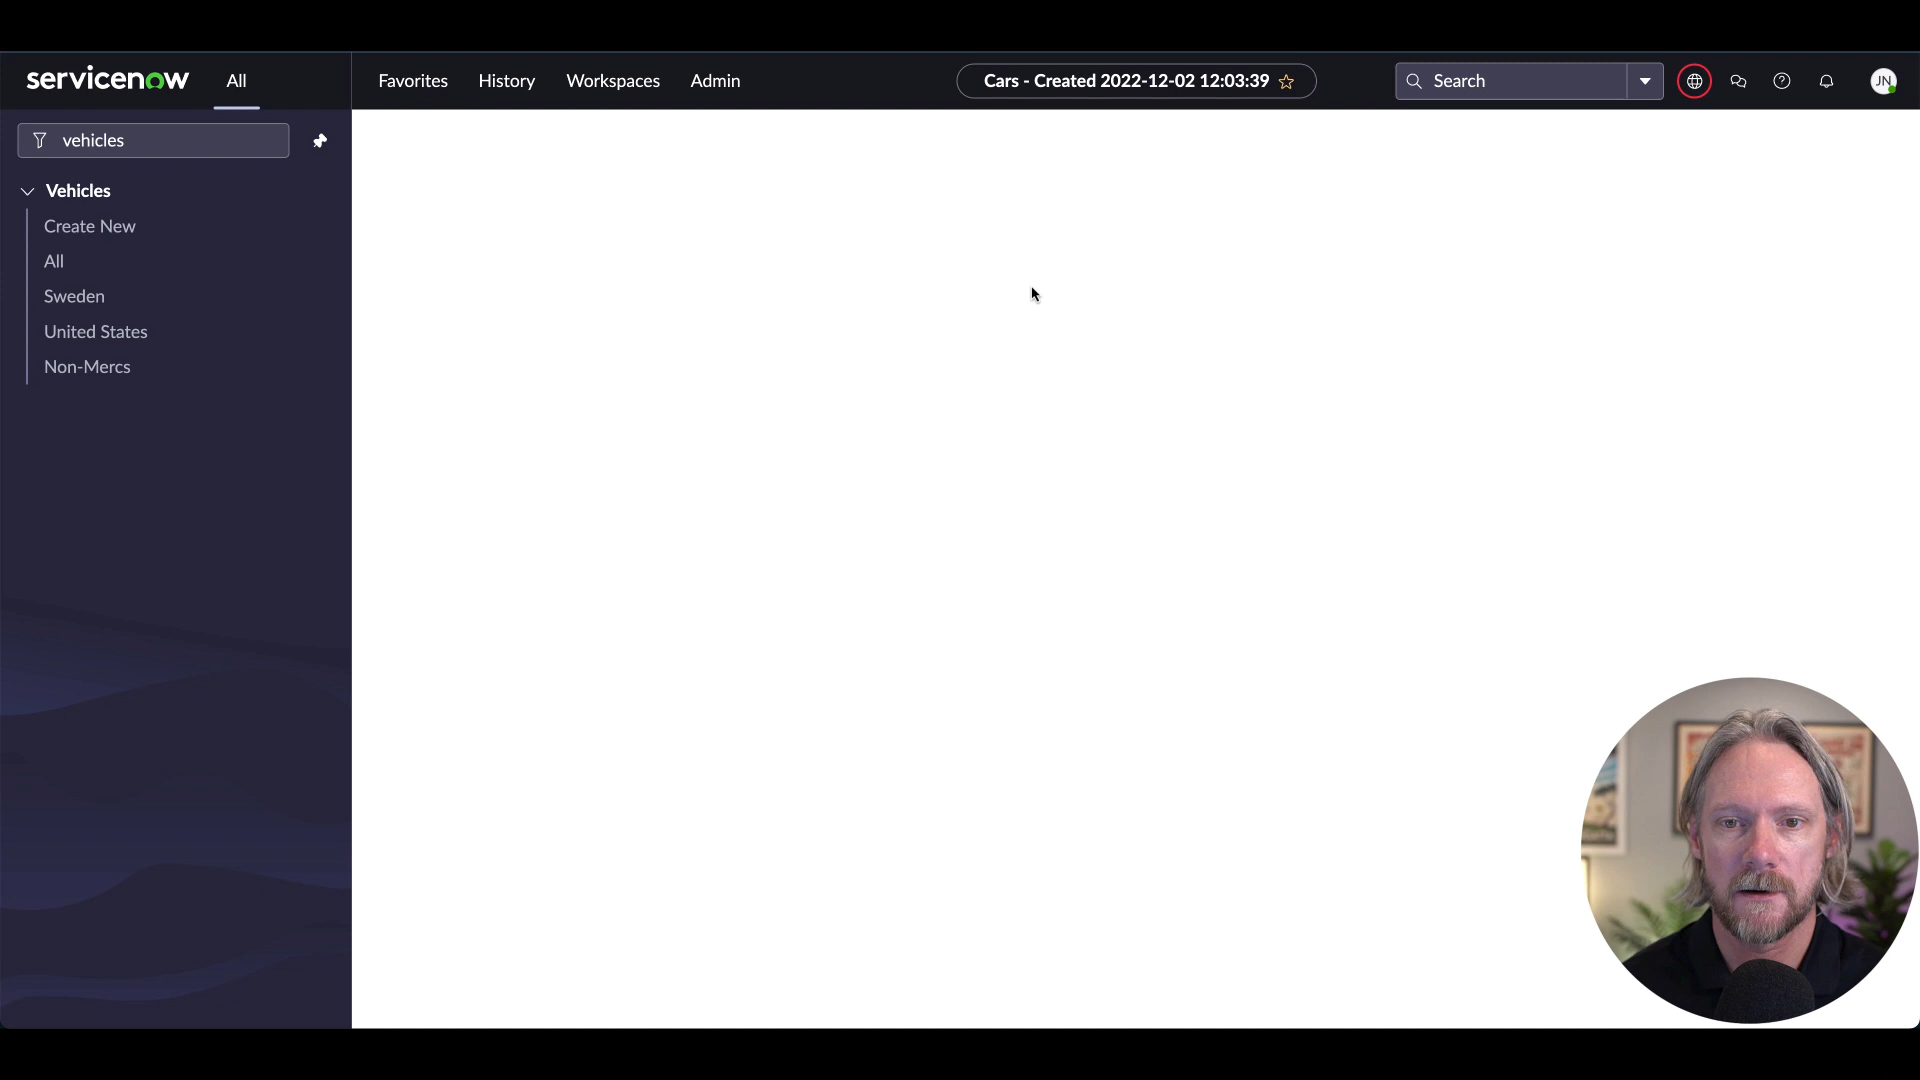 servicenow
All
Favorites
History
Workspaces
Admin
Cars - Created 2022-12-02 12:03:39
Search
JN
vehicles
Vehicles
Create New
All
Sweden
United States
Non-Mercs